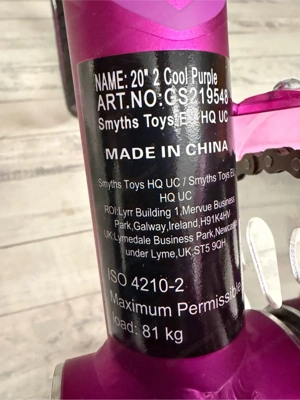 NAME: 20" 2 Cool Purple
ART.NO:CS219548
Smyths Toys EU HQ UC
MADE IN CHINA
Smyths Toys HQ UC / Smyths Toys EU
HQ UC
ROI:Lyrr Building 1,Mervue Business
Park,Galway,Ireland,H91K4HV
UK:Lymedale Business Park,Newcastle
under Lyme,UK,ST5 9QH
ISO 4210-2
Maximum Permissible
load: 81 kg